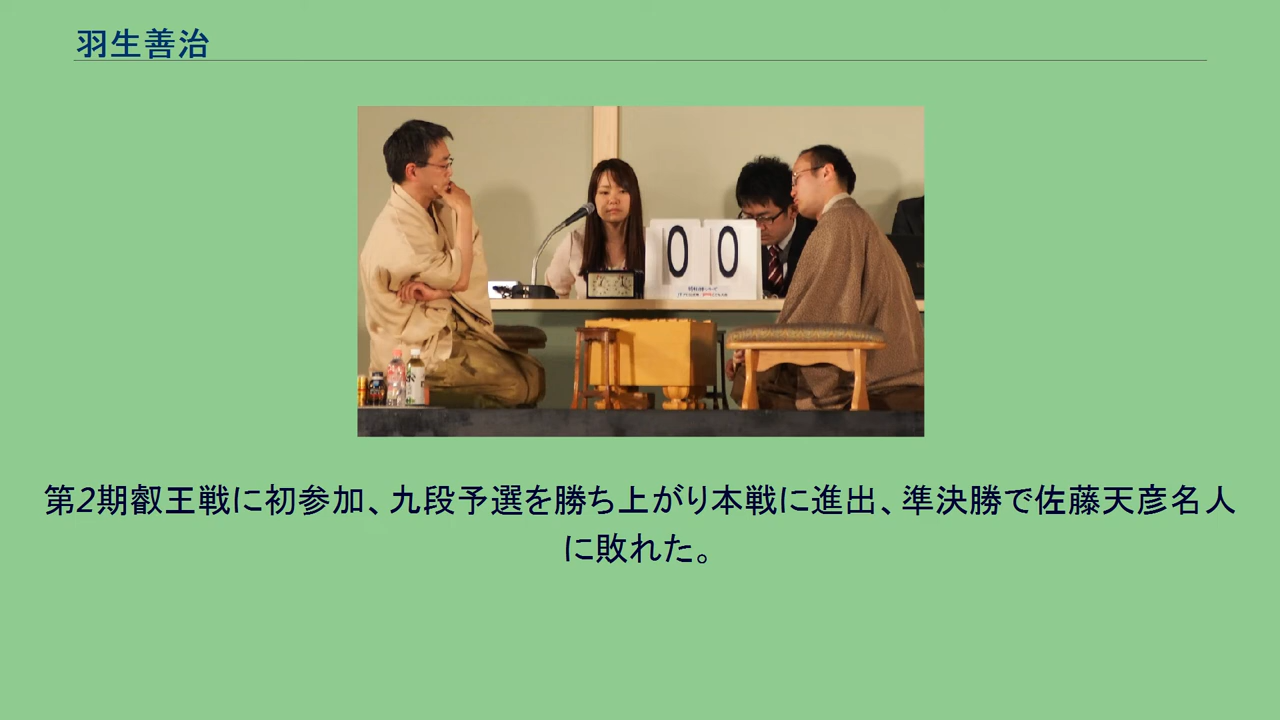 羽生善治
0 0
第2期叡王戦に初参加、九段予選を勝ち上がり本戦に進出、準決勝で佐藤天彦名人
に敗れた。